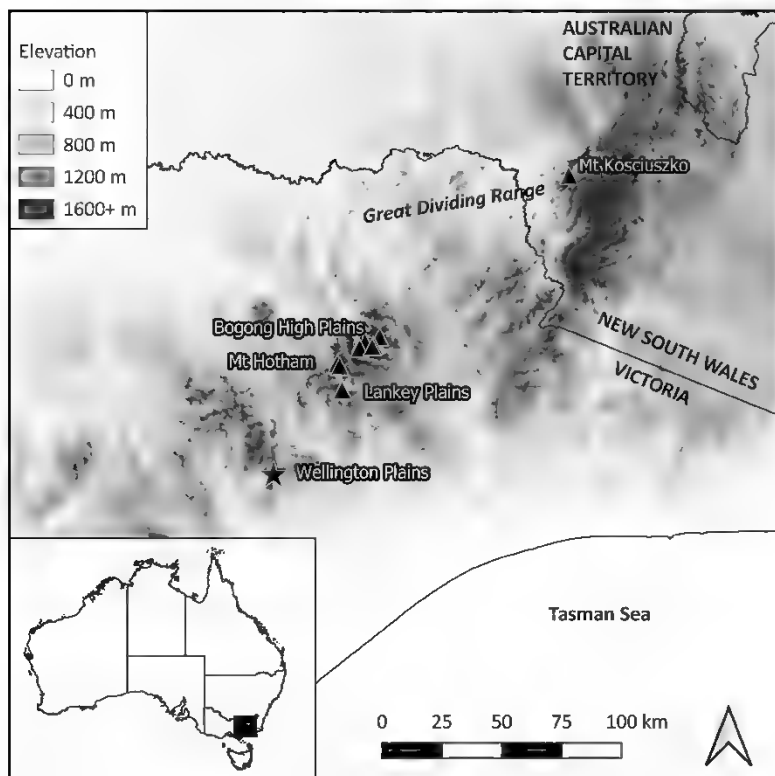 Elevation
0 m
400 m
800 m
1200 m
1600+ m
AUSTRALIAN
CAPITAL
TERRITORY
Mt Kosciuszko
Great Dividing Range
Bogong High Plains
Mt Hotham
Lankey Plains
NEW SOUTH WALES
VICTORIA
Wellington Plains
Tasman Sea
0 25 50 75 100 km